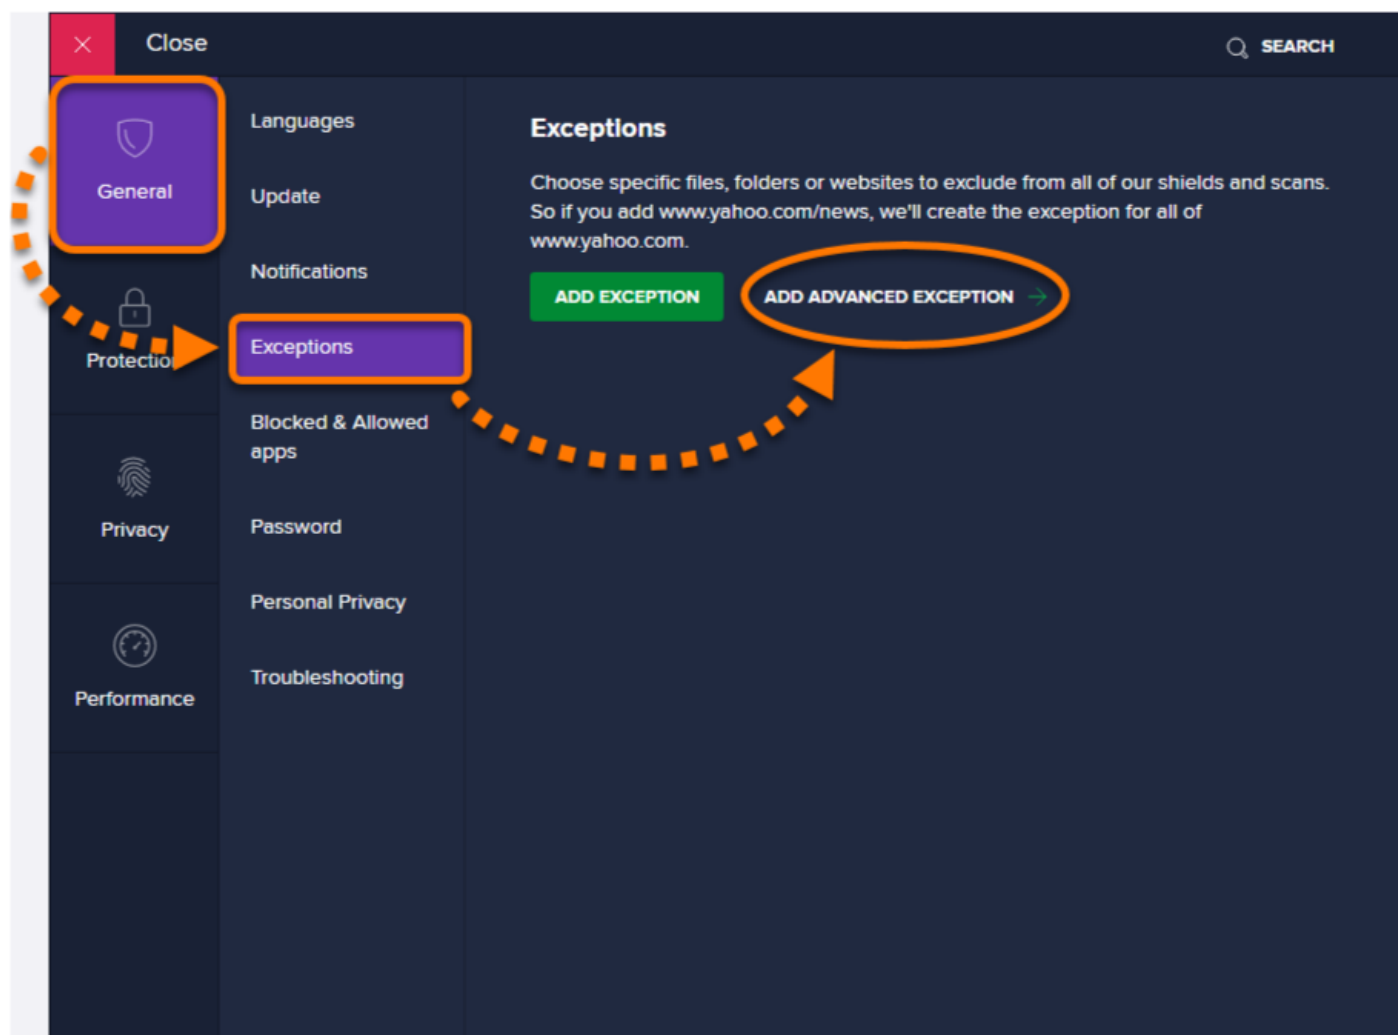 Close
SEARCH
General
Protection
Privacy
Performance
Languages
Update
Notifications
Exceptions
Blocked & Allowed
apps
Password
Personal Privacy
Troubleshooting
Exceptions
Choose specific files, folders or websites to exclude from all of our shields and scans.
So if you add www.yahoo.com/news, we'll create the exception for all of
www.yahoo.com.
ADD EXCEPTION
ADD ADVANCED EXCEPTION